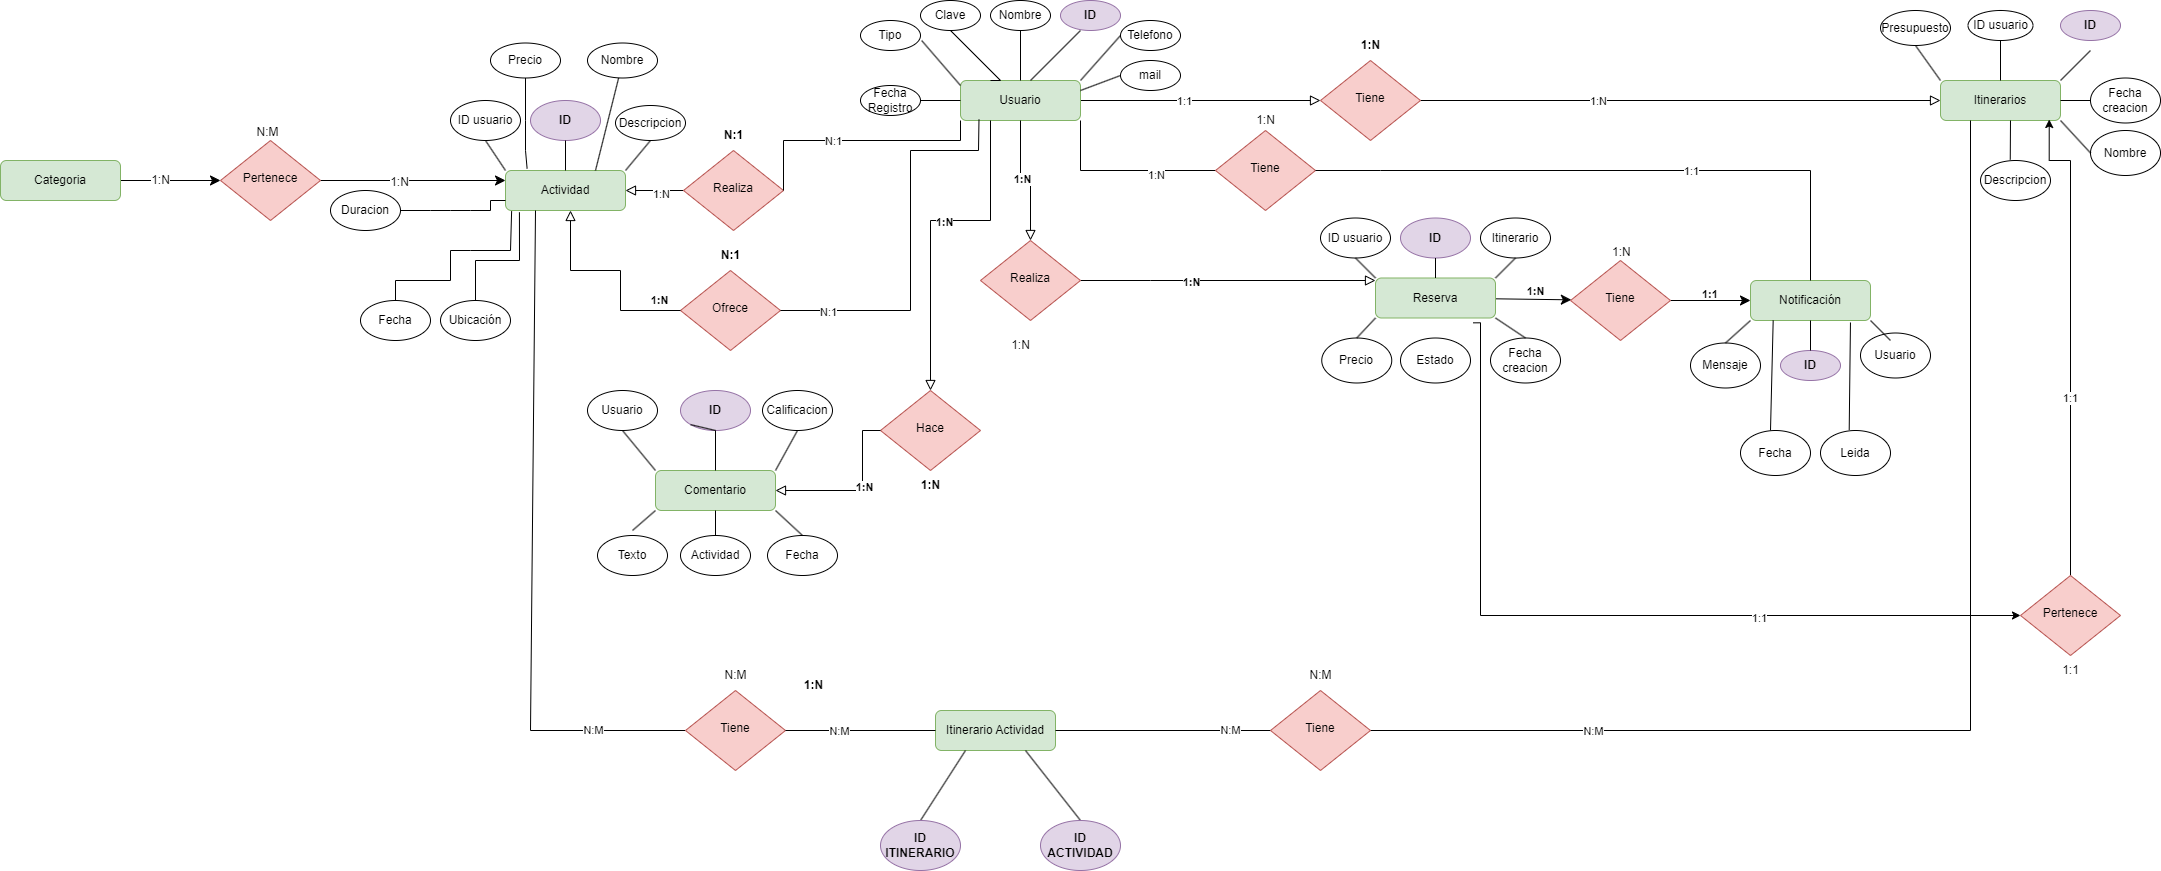 Clave
Nombre
ID
Tipo
Telefono
mail
Fecha
Registro
Usuario
1:1
1:N
Tiene
1:N
Presupuesto
ID usuario
ID
Itinerarios
Fecha
creacion
Nombre
Descripcion
Precio
Nombre
ID usuario
ID
Descripcion
Categoria
1:N
N:M
Pertenece
1:N
Actividad
Duracion
Fecha
Ubicación
N:1
Realiza
1:N
N:1
N:1
Ofrece
1:N
N:1
1:N
1:N
Tiene
1:N
1:1
1:N
Realiza
1:N
1:N
ID usuario
ID
Itinerario
Reserva
Precio
Estado
Fecha
creacion
1:N
1:N
Tiene
1:1
Notificación
Mensaje
ID
Usuario
Fecha
Leida
1:N
Hace
1:N
1:N
Usuario
ID
Calificacion
Comentario
Texto
Actividad
Fecha
1:1
1:1
Pertenece
1:1
N:M
N:M
Tiene
1:N
N:M
Itinerario Actividad
N:M
N:M
Tiene
N:M
ID
ITINERARIO
ID
ACTIVIDAD